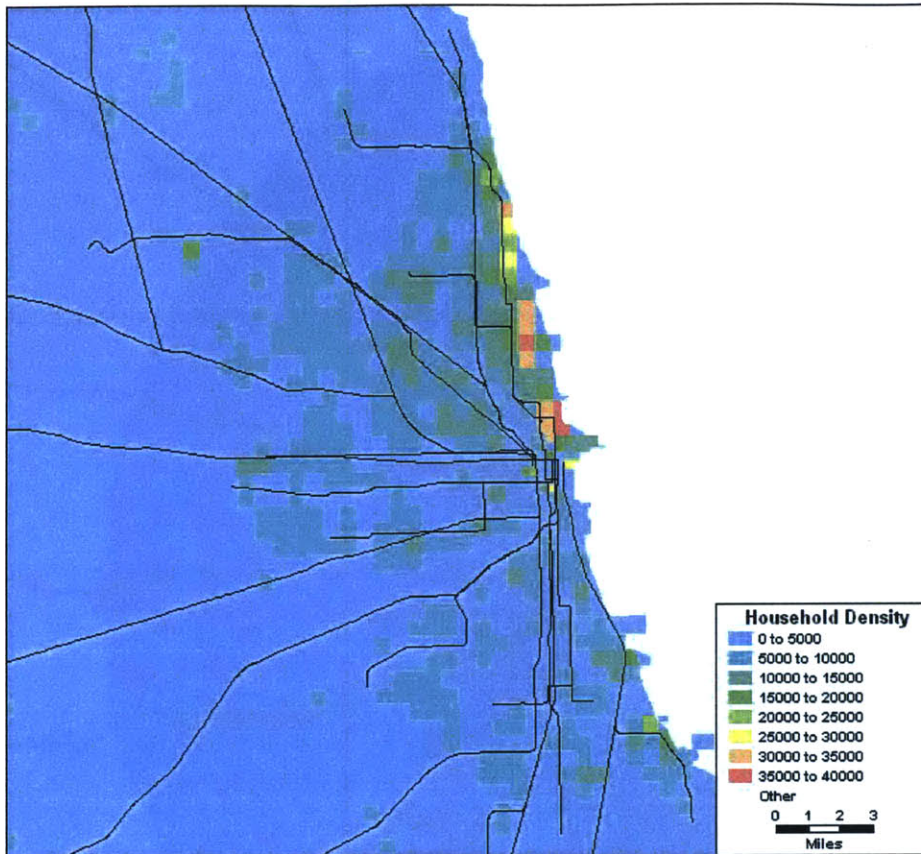 Household Density
0 to 5000
5000 to 10000
10000 to 15000
15000 to 20000
20000 to 25000
25000 to 30000
30000 to 35000
35000 to 40000
Other
0 1 2 3
Miles